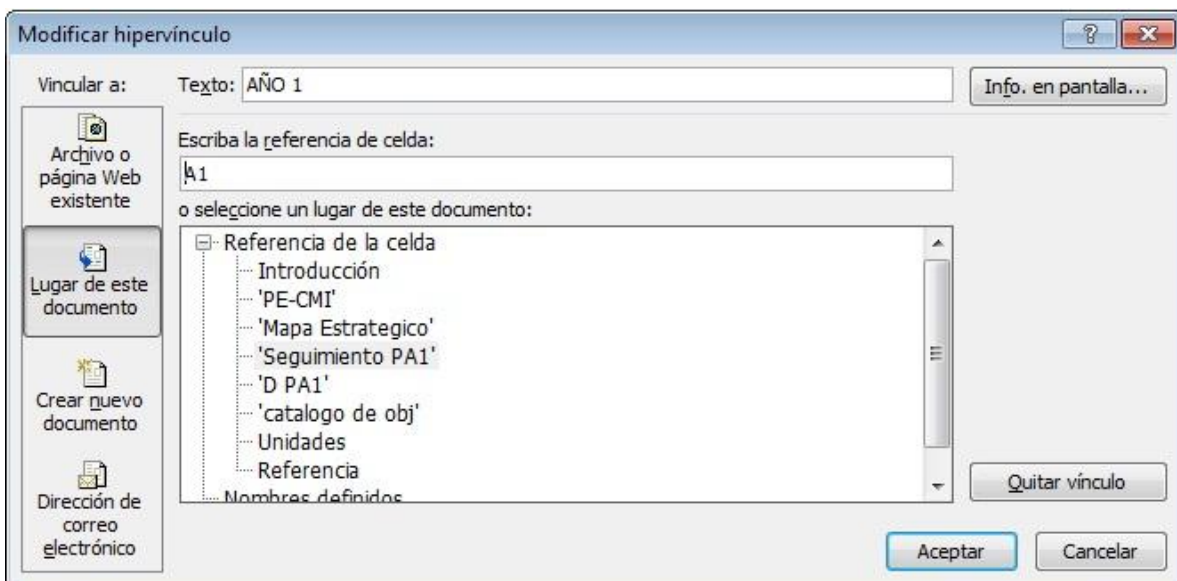 Modificar hipervínculo
Vincular a:
Texto: AÑO 1
Info. en pantalla...
Archivo o
página Web
existente
Lugar de este
documento
Crear nuevo
documento
Dirección de
correo
electrónico
Escriba la referencia de celda:
A1
o seleccione un lugar de este documento:
Referencia de la celda
Introducción
'PE-CMI'
'Mapa Estrategico'
'Seguimiento PA1'
'D PA1'
'catalogo de obj'
Unidades
Referencia
Nombres definidos
Quitar vínculo
Aceptar
Cancelar